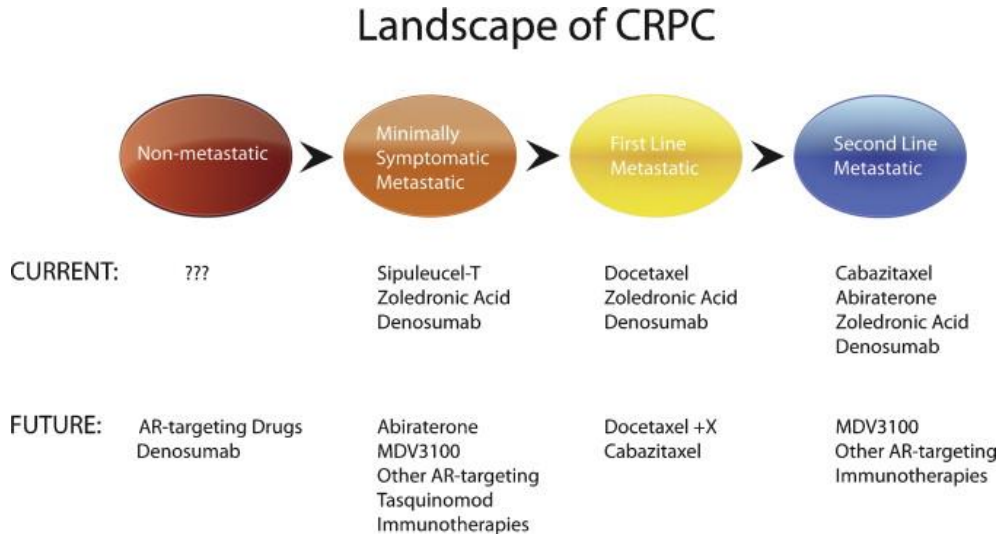 Landscape of CRPC
Non-metastatic
Minimally
Symptomatic
Metastatic
First Line
Metastatic
Second Line
Metastatic
CURRENT:
???
Sipuleucel-T
Zoledronic Acid
Denosumab
Docetaxel
Zoledronic Acid
Denosumab
Cabazitaxel
Abiraterone
Zoledronic Acid
Denosumab
FUTURE:
AR-targeting Drugs
Denosumab
Abiraterone
MDV3100
Other AR-targeting
Tasquinomod
Immunotherapies
Docetaxel +X
Cabazitaxel
MDV3100
Other AR-targeting
Immunotherapies